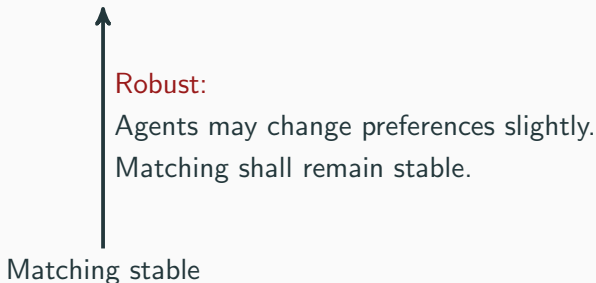 Robust:
Agents may change preferences slightly.
Matching shall remain stable.
Matching stable